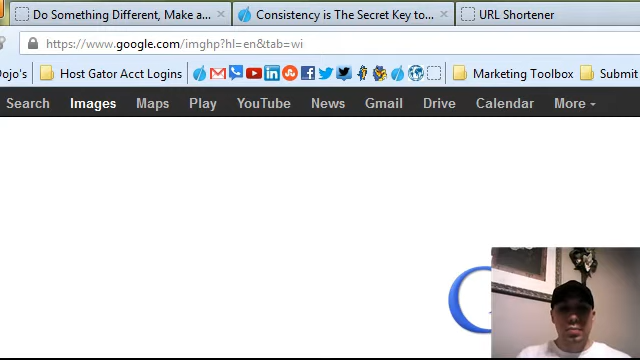 Do Something Different, Make a... × Consistency is The Secret Key to... × URL Shortener
https://www.google.com/imghp?hl=en&tab=wi
Dojo's Host Gator Acct Logins Marketing Toolbox Submit
Search Images Maps Play YouTube News Gmail Drive Calendar More